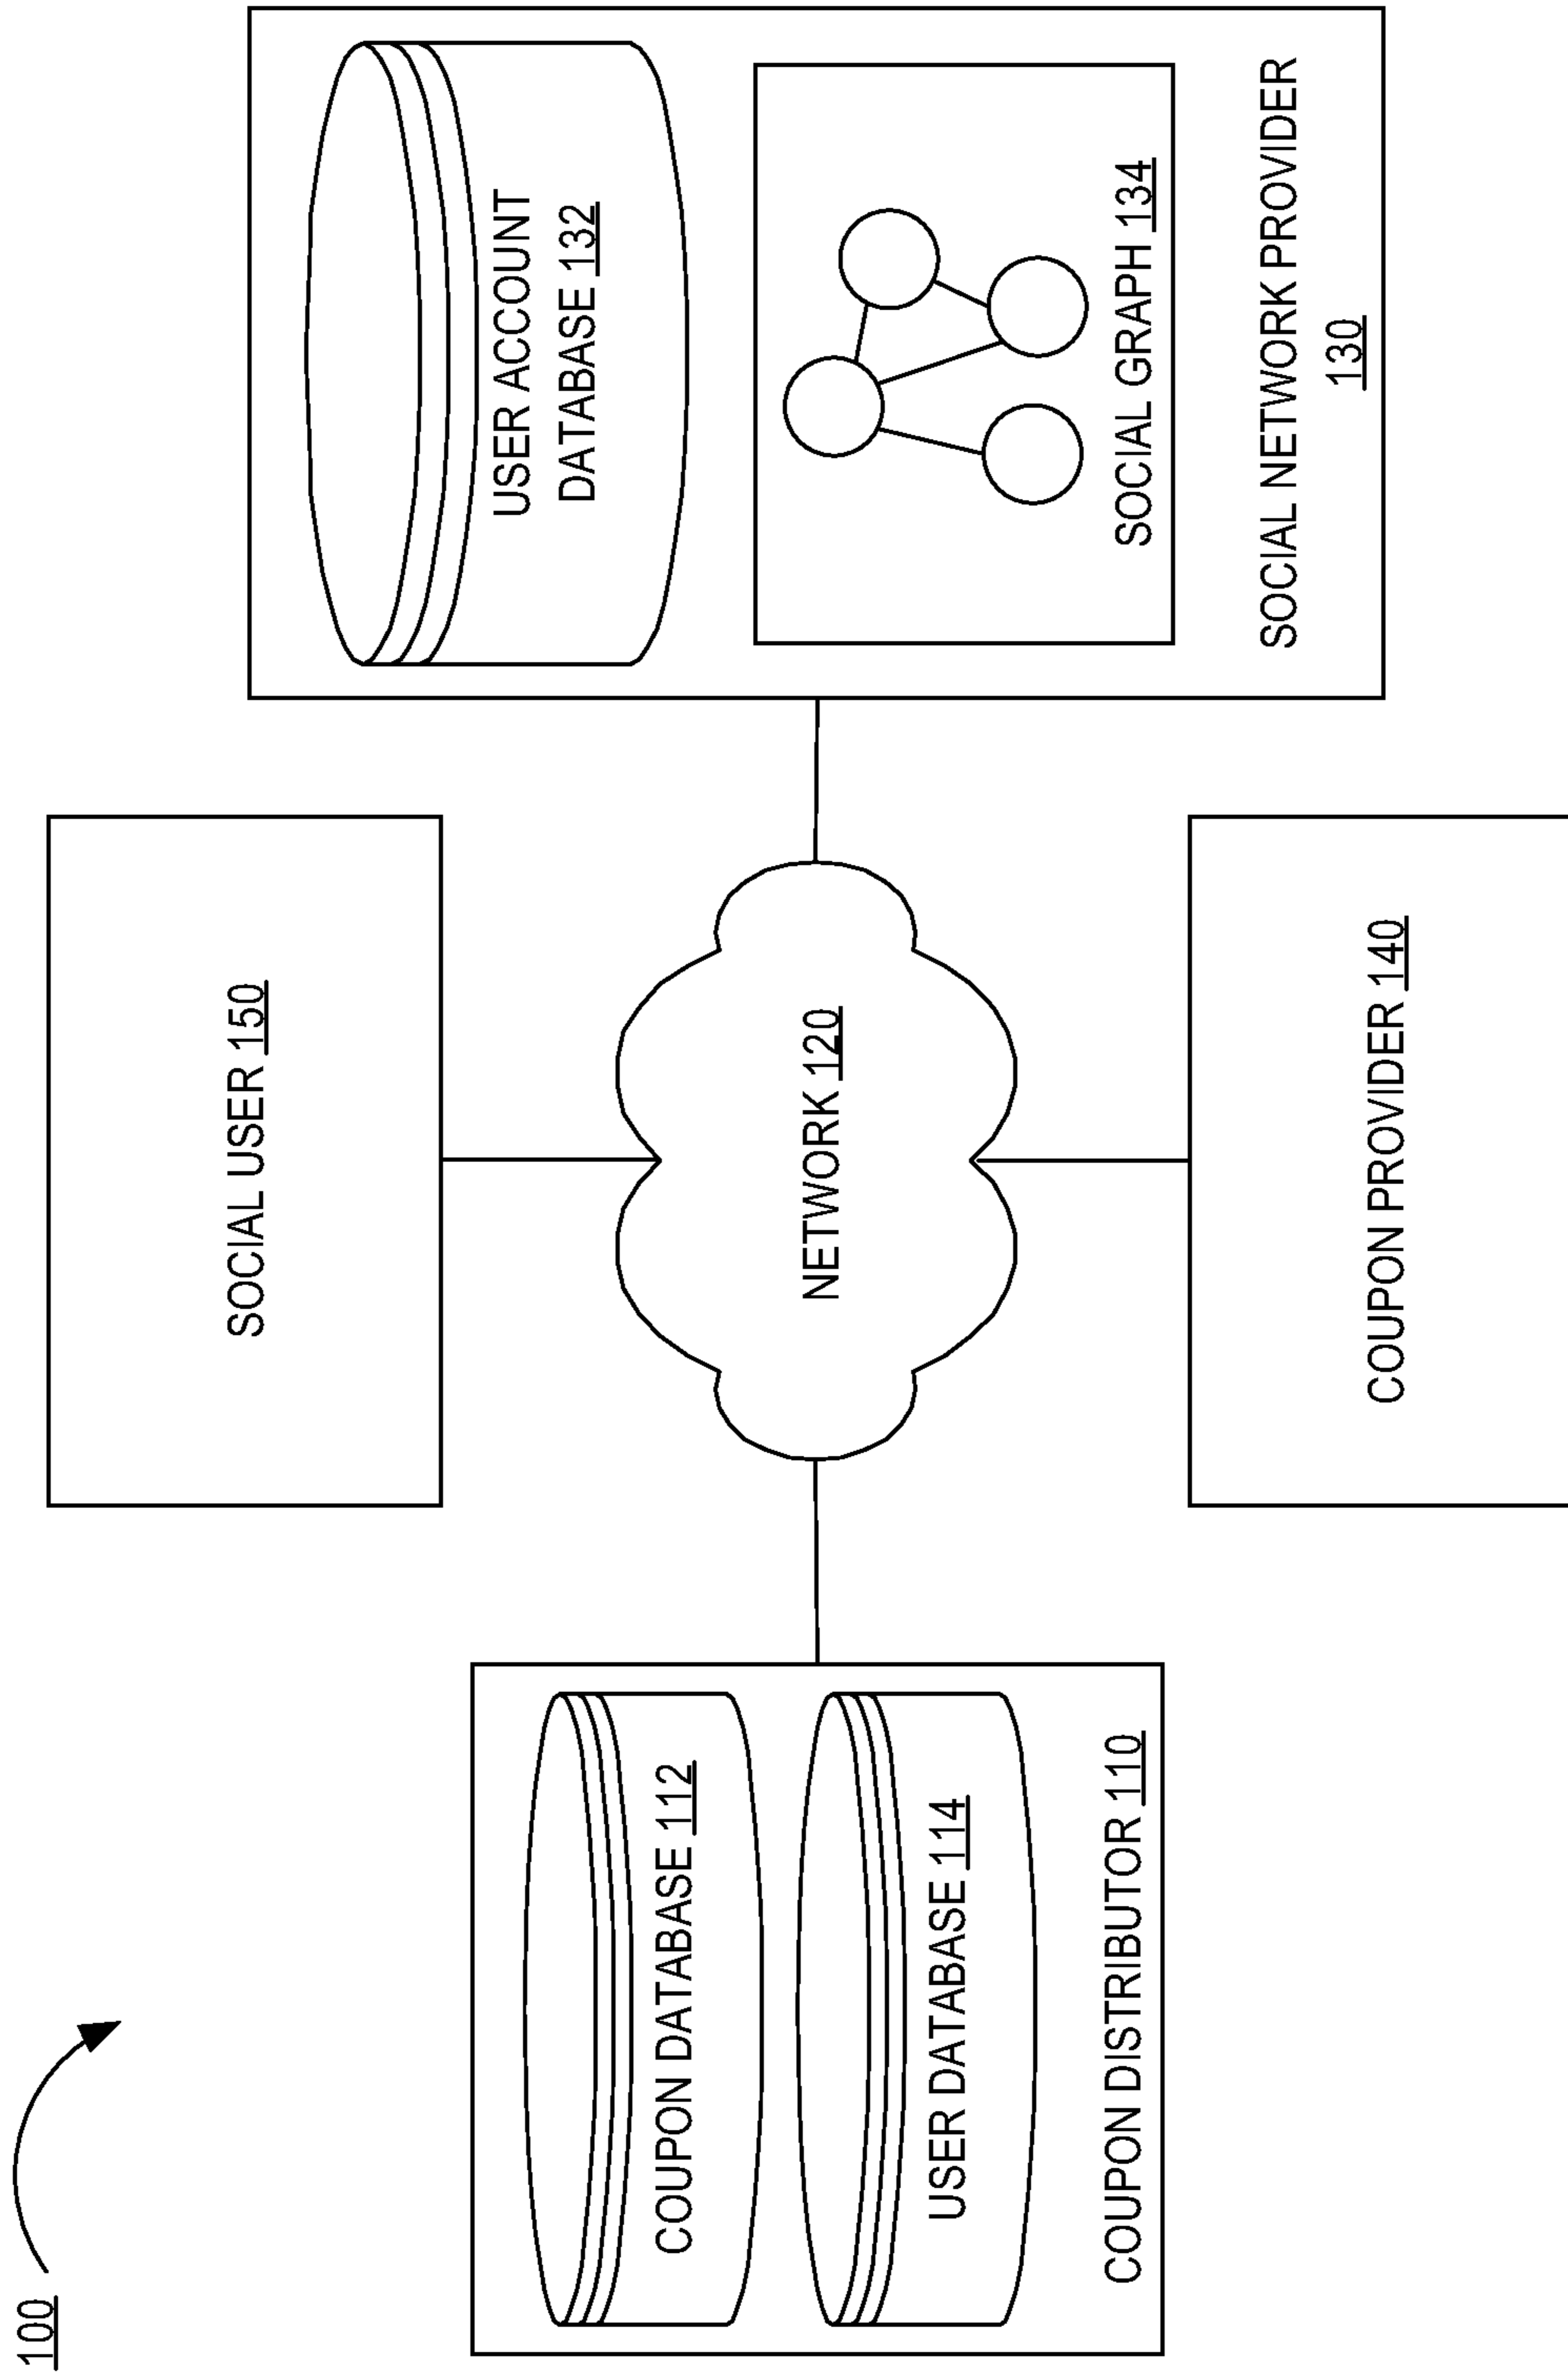 100
SOCIAL USER 150
COUPON DATABASE 112
USER DATABASE 114
COUPON DISTRIBUTOR 110
NETWORK 120
USER ACCOUNT
DATABASE 132
SOCIAL GRAPH 134
SOCIAL NETWORK PROVIDER
130
COUPON PROVIDER 140